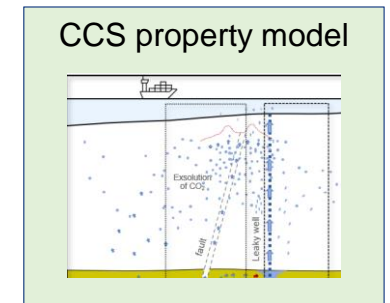 CCS property model
Exsolution
of CO2
fault
Leaky well